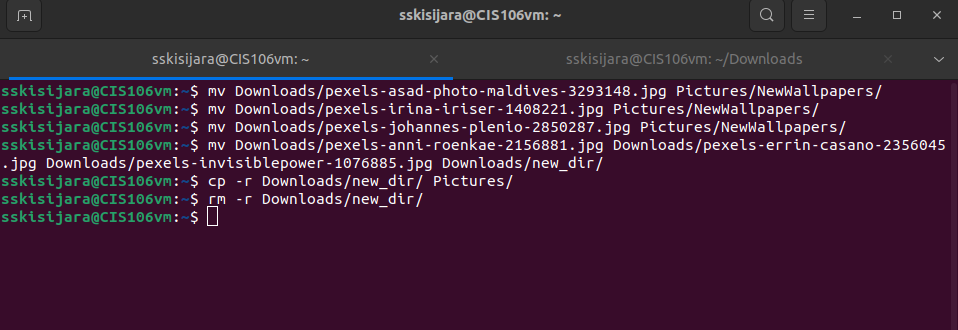 sskisijara@CIS106vm: ~
sskisijara@CIS106vm: ~
sskisijara@CIS106vm: ~/Downloads
sskisijara@CIS106vm:~$ mv Downloads/pexels-asad-photo-maldives-3293148.jpg Pictures/NewWallpapers/
sskisijara@CIS106vm:~$ mv Downloads/pexels-irina-iriser-1408221.jpg Pictures/NewWallpapers/
sskisijara@CIS106vm:~$ mv Downloads/pexels-johannes-plenio-2850287.jpg Pictures/NewWallpapers/
sskisijara@CIS106vm:~$ mv Downloads/pexels-anni-roenkae-2156881.jpg Downloads/pexels-errin-casano-2356045
.jpg Downloads/pexels-invisiblepower-1076885.jpg Downloads/new_dir/
sskisijara@CIS106vm:~$ cp -r Downloads/new_dir/ Pictures/
sskisijara@CIS106vm:~$ rm -r Downloads/new_dir/
sskisijara@CIS106vm:~$